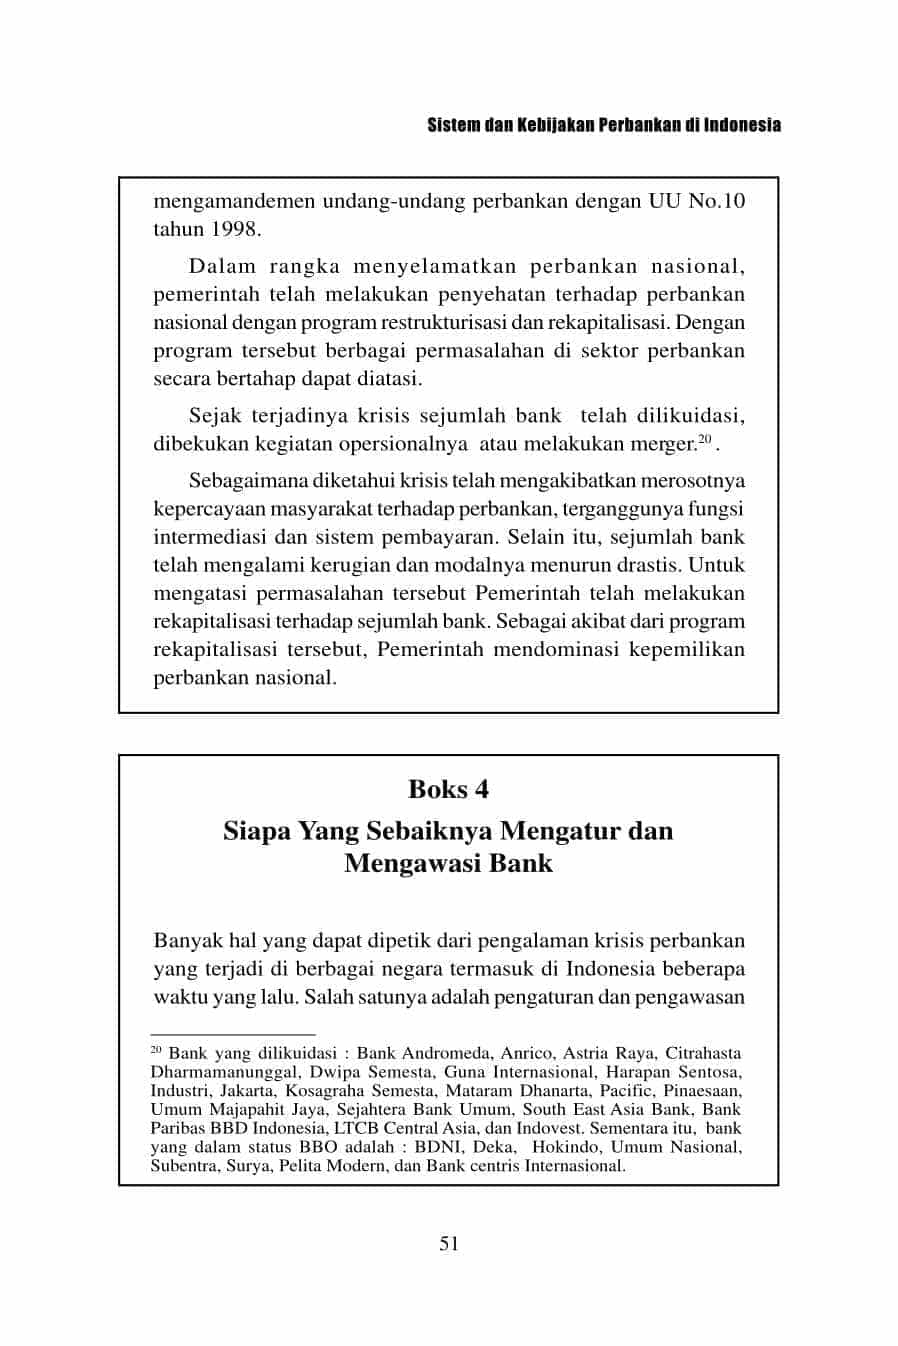 Sistem dan Kebijakan Perbankan di Indonesia
mengamandemen undang-undang perbankan dengan UU No.10
tahun 1998.
Dalam rangka menyelamatkan perbankan nasional,
pemerintah telah melakukan penyehatan terhadap perbankan
nasional dengan program restrukturisasi dan rekapitalisasi. Dengan
program tersebut berbagai permasalahan di sektor perbankan
secara bertahap dapat diatasi.
Sejak terjadinya krisis sejumlah bank telah dilikuidasi,
dibekukan kegiatan opersionalnya atau melakukan merger.²⁰ .
Sebagaimana diketahui krisis telah mengakibatkan merosotnya
kepercayaan masyarakat terhadap perbankan, terganggunya fungsi
intermediasi dan sistem pembayaran. Selain itu, sejumlah bank
telah mengalami kerugian dan modalnya menurun drastis. Untuk
mengatasi permasalahan tersebut Pemerintah telah melakukan
rekapitalisasi terhadap sejumlah bank. Sebagai akibat dari program
rekapitalisasi tersebut, Pemerintah mendominasi kepemilikan
perbankan nasional.
Boks 4
Siapa Yang Sebaiknya Mengatur dan
Mengawasi Bank
Banyak hal yang dapat dipetik dari pengalaman krisis perbankan
yang terjadi di berbagai negara termasuk di Indonesia beberapa
waktu yang lalu. Salah satunya adalah pengaturan dan pengawasan
²⁰ Bank yang dilikuidasi : Bank Andromeda, Anrico, Astria Raya, Citrahasta
Dharmamanunggal, Dwipa Semesta, Guna Internasional, Harapan Sentosa,
Industri, Jakarta, Kosagraha Semesta, Mataram Dhanarta, Pacific, Pinaesaan,
Umum Majapahit Jaya, Sejahtera Bank Umum, South East Asia Bank, Bank
Paribas BBD Indonesia, LTCB Central Asia, dan Indovest. Sementara itu, bank
yang dalam status BBO adalah : BDNI, Deka, Hokindo, Umum Nasional,
Subentra, Surya, Pelita Modern, dan Bank centris Internasional.
51